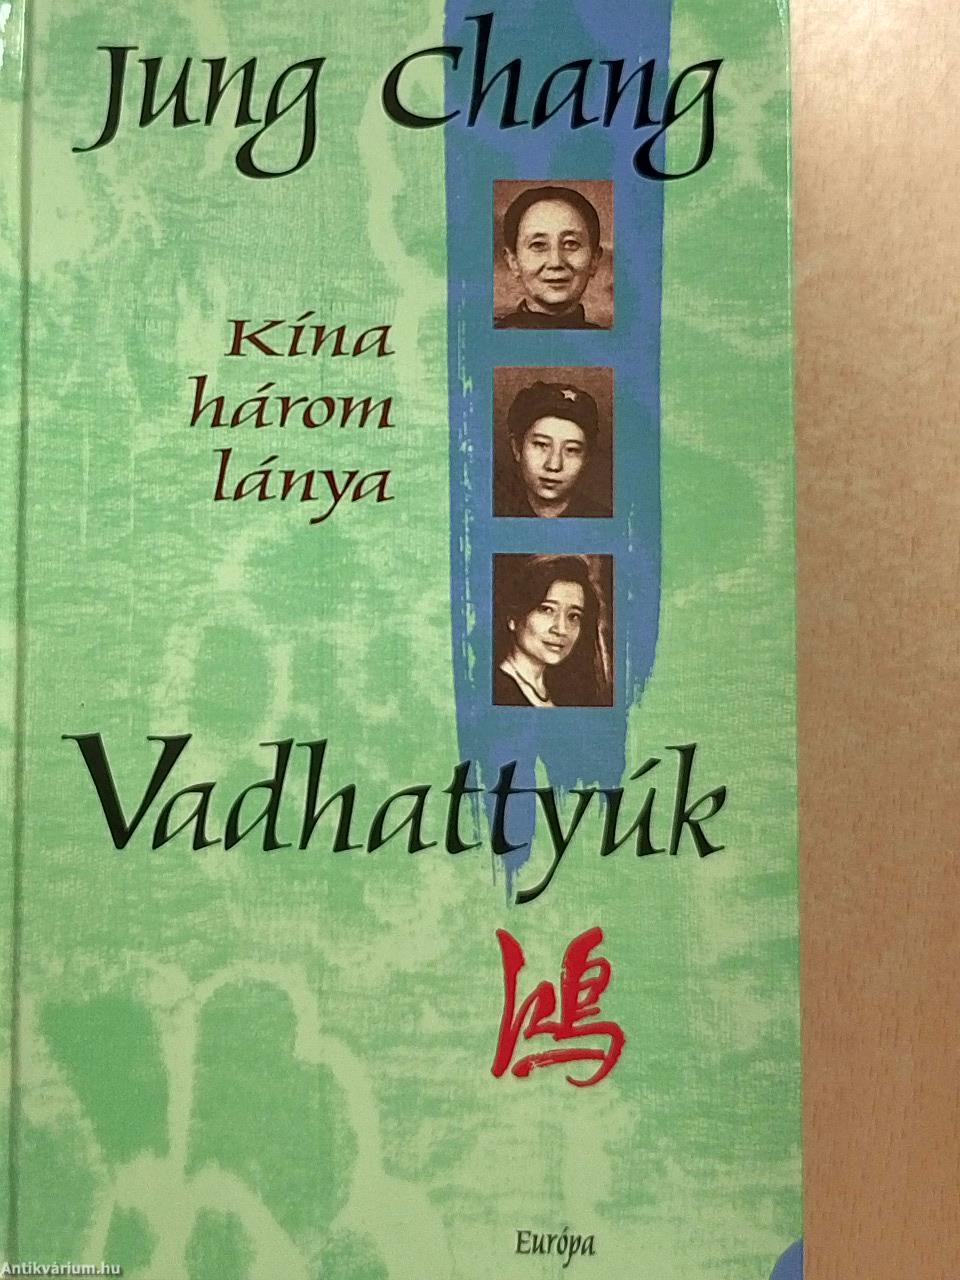 Jung Chang
Kína
három
lánya
Vadhattyúk
鴻
Európa
Antikvárium.hu